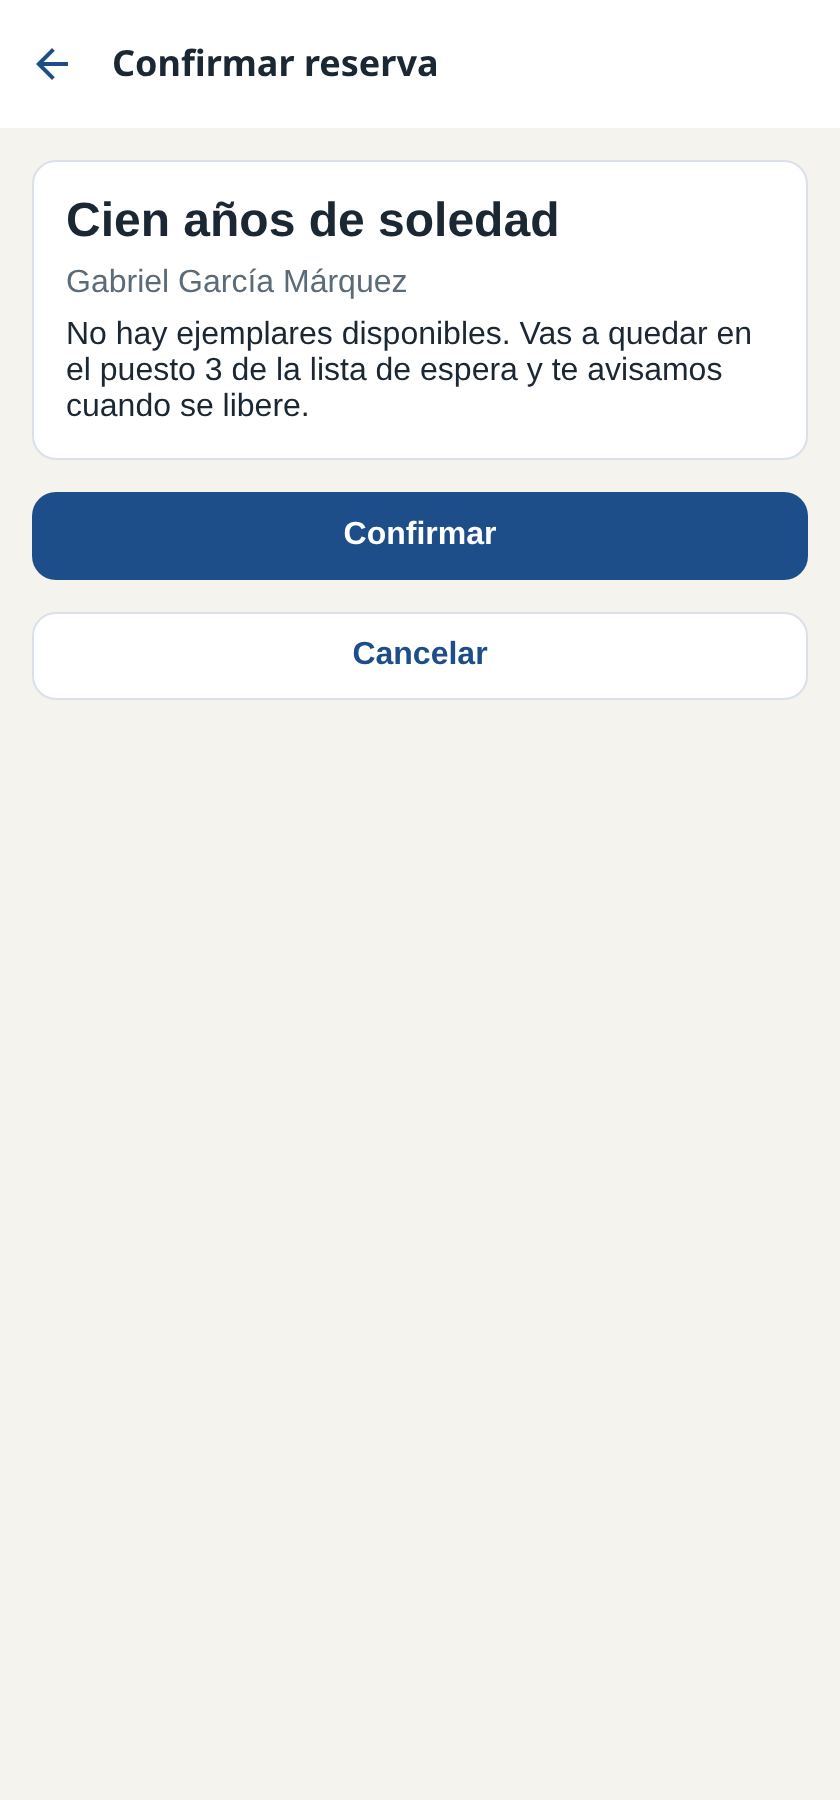 Confirmar reserva
Cien años de soledad
Gabriel García Márquez
No hay ejemplares disponibles. Vas a quedar en
el puesto 3 de la lista de espera y te avisamos
cuando se libere.
Confirmar
Cancelar